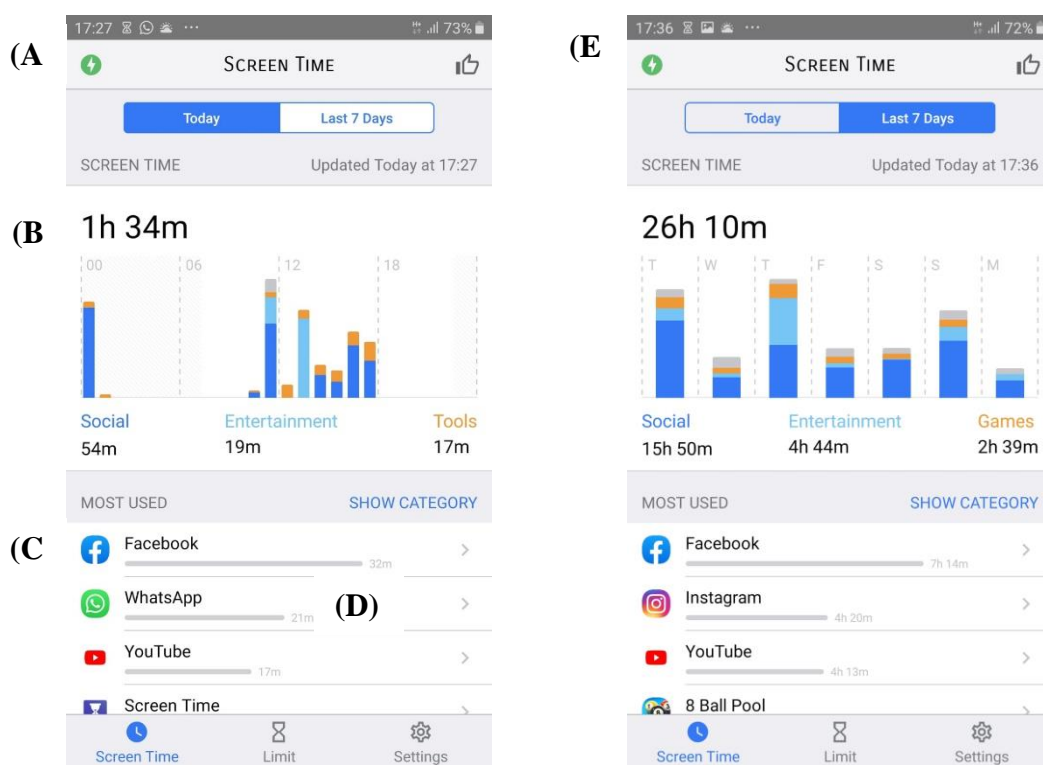 17:27 ... 73%
(A
SCREEN TIME
Today Last 7 Days
SCREEN TIME Updated Today at 17:27
(B)
1h 34m
00 06 12 18
Social Entertainment Tools
54m 19m 17m
MOST USED SHOW CATEGORY
(C
Facebook
32m
WhatsApp
21m
(D)
YouTube
17m
Screen Time
Screen Time Limit Settings
17:36 ... 72%
(E
SCREEN TIME
Today Last 7 Days
SCREEN TIME Updated Today at 17:36
26h 10m
T W T F S S M
Social Entertainment Games
15h 50m 4h 44m 2h 39m
MOST USED SHOW CATEGORY
Facebook
7h 14m
Instagram
4h 20m
YouTube
4h 13m
8 Ball Pool
Screen Time Limit Settings